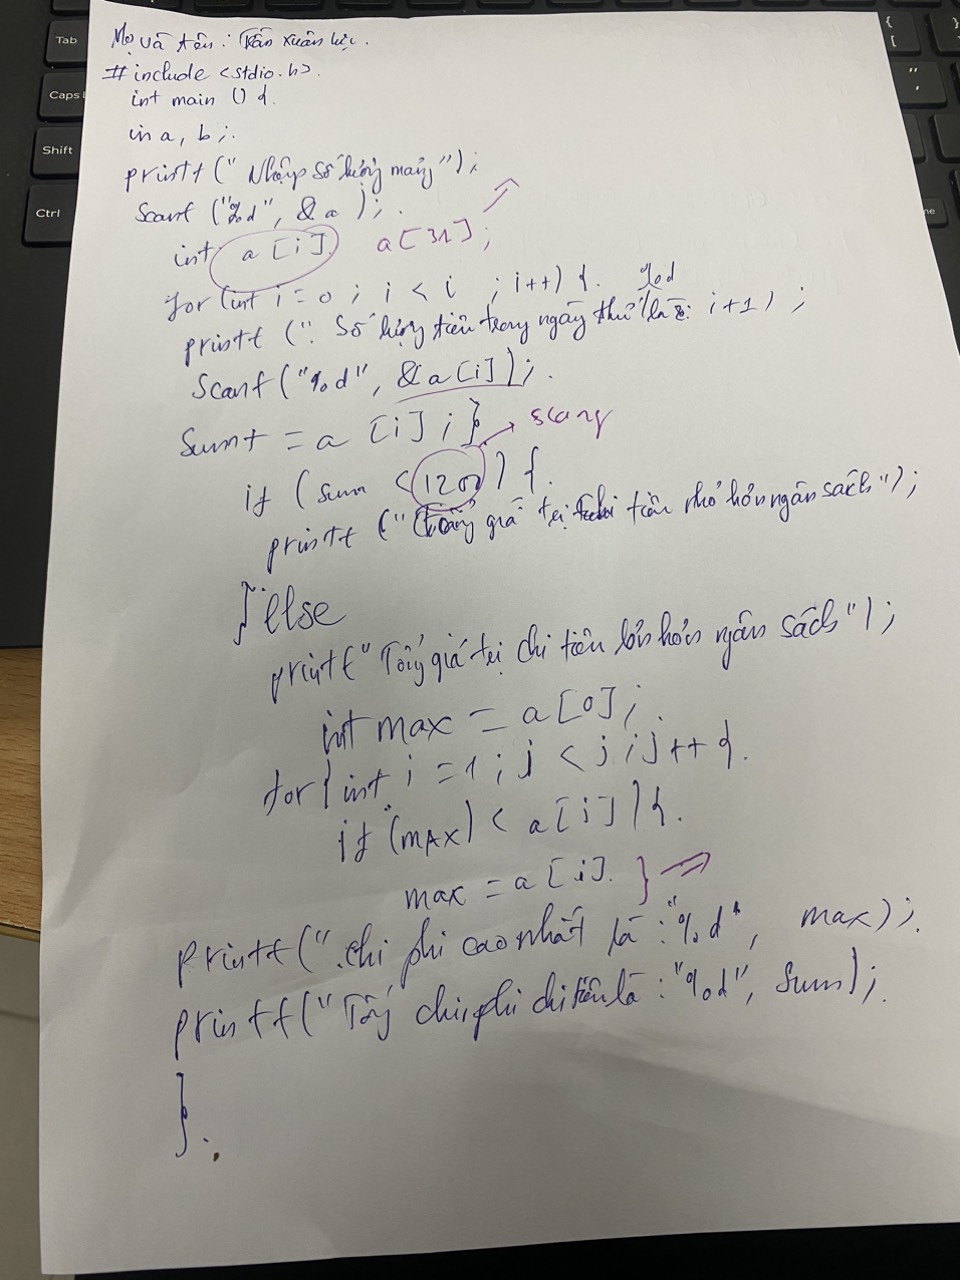 Tab
Caps
Shift
Ctrl
Họ và tên: Trần Xuân Lực.
#include <stdio.h>.
int main () {.
in a, b;.
printf (" Nhập số lượng mảng");
Scanf ("%d", &a );.
int a [i]. a[31];
for (int i = 0 ; i < i ; i++) {. %d
printf (". Số lượng tiền trong ngày thứ là : i+1) ;
Scanf ("%d", &a [i]);.
Sum+ = a [i] ; }
scanf
if (sum < 1200) {.
printf (" Tổng giá trị chi tiền nhỏ hơn ngân sách");
} else
printf(" Tổng giá trị chi tiền lớn hơn ngân sách");
int max = a [0];.
for (int i = 1 ; j < j ; j++ {.
if (max) < a [i]) {.
max = a [i]. }
printf (". Chi phí cao nhất là : "%d", max);.
printf (" Tổng chi phí chi tiền là : "%d", Sum);.
}.